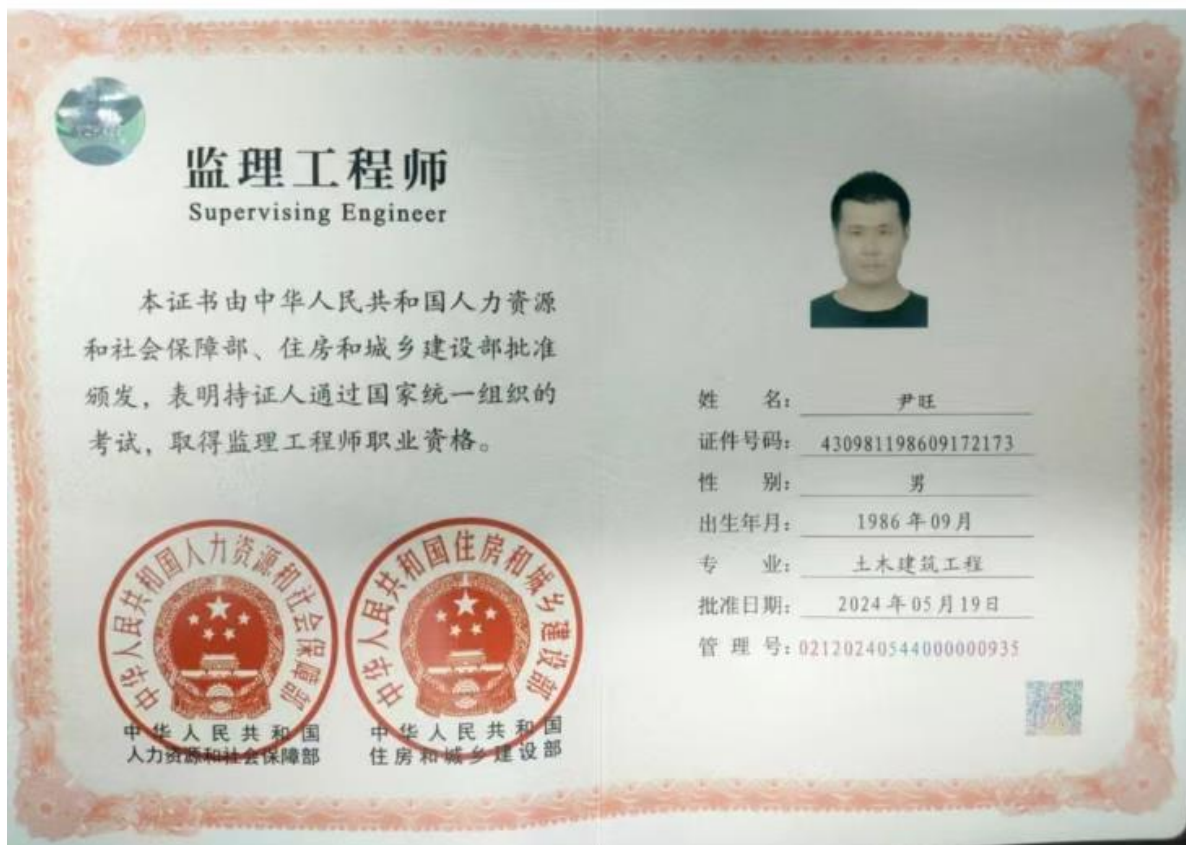 监理工程师
Supervising Engineer
本证书由中华人民共和国人力资源
和社会保障部、住房和城乡建设部批准
颁发，表明持证人通过国家统一组织的
考试，取得监理工程师职业资格。
中华人民共和国人力资源和社会保障部
中华人民共和国住房和城乡建设部
中华人民共和国
人力资源和社会保障部
中华人民共和国
住房和城乡建设部
姓 名： 尹旺
证件号码： 430981198609172173
性 别： 男
出生年月： 1986年09月
专 业： 土木建筑工程
批准日期： 2024年05月19日
管 理 号：02120240544000000935